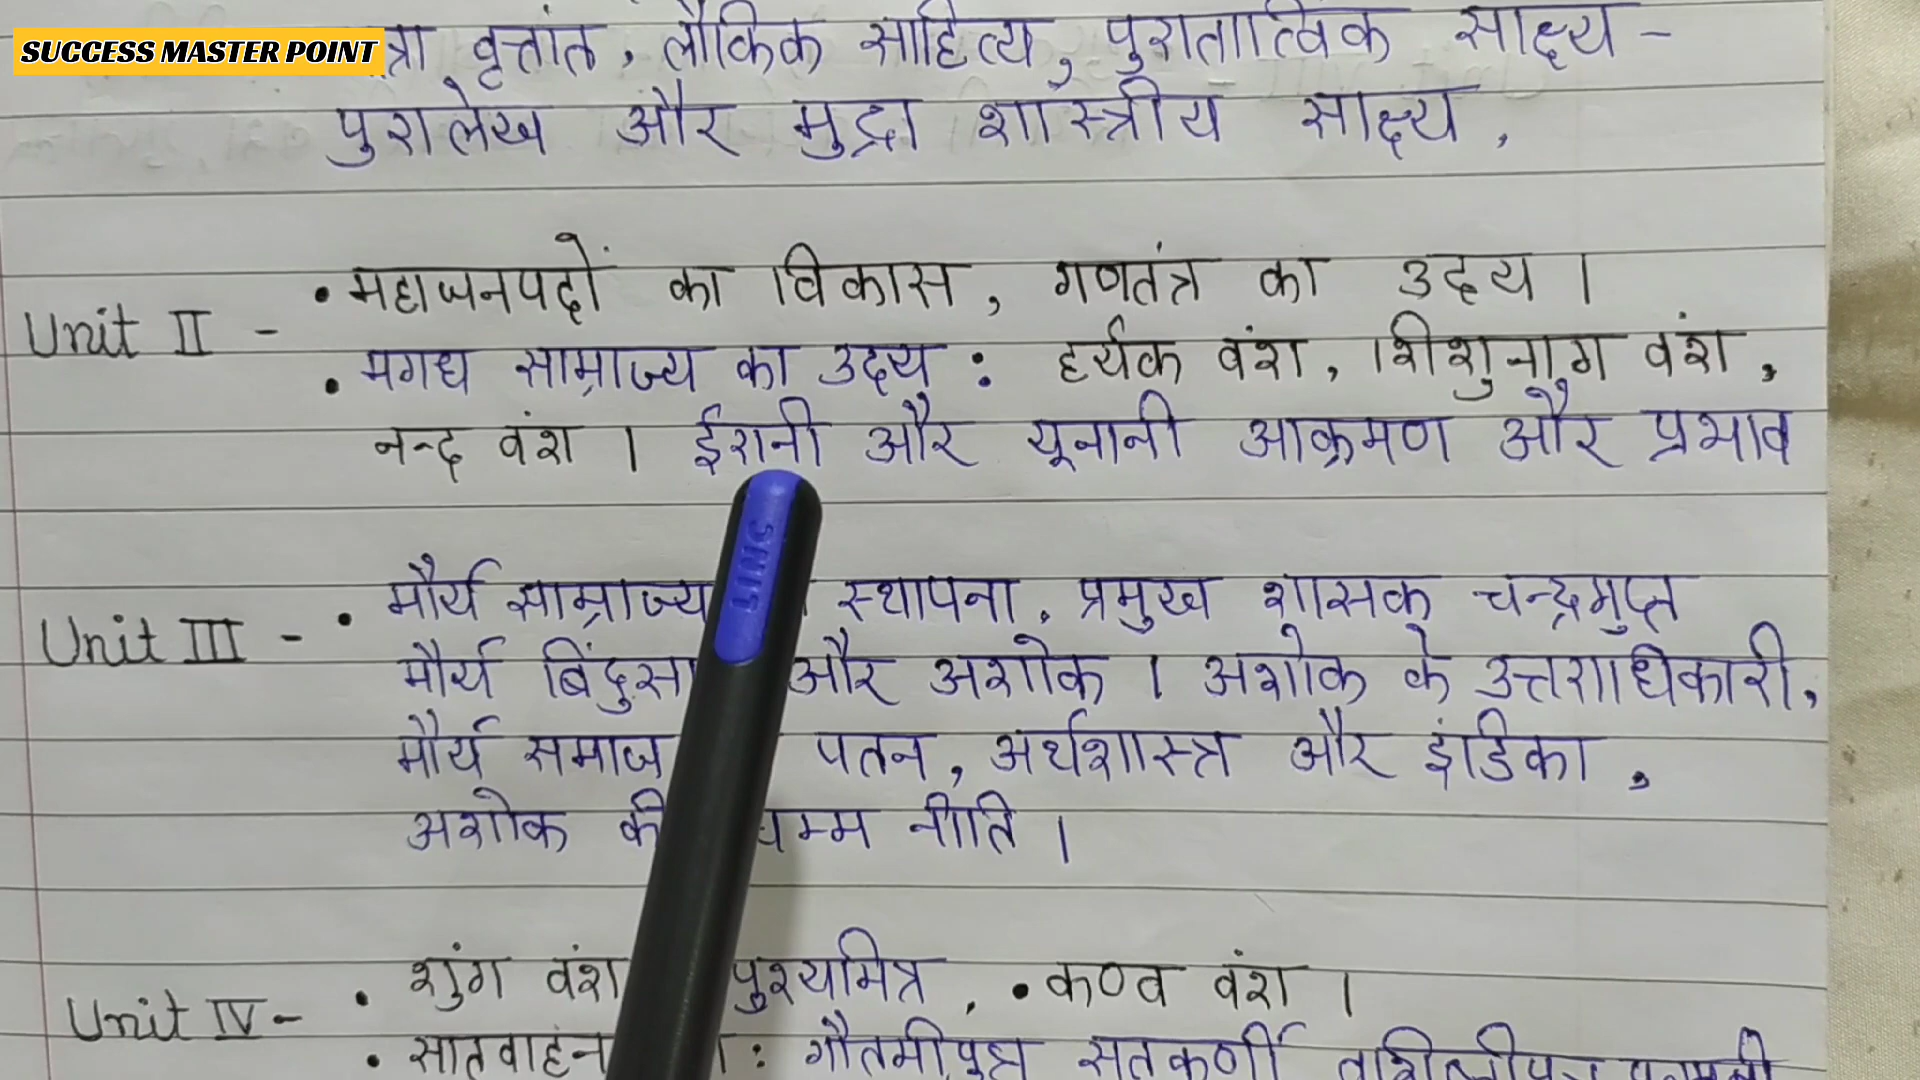 SUCCESS MASTER POINT
त्रा वृत्तांत, लौकिक साहित्य, पुरातात्विक साक्ष्य -
पुरालेख और मुद्रा शास्त्रीय साक्ष्य,
• महाजनपदों का विकास, गणतंत्र का उदय ।
Unit II -
• मगध साम्राज्य का उदय : हर्यक वंश, शिशुनाग वंश,
नन्द वंश । ईरानी और यूनानी आक्रमण और प्रभाव
Unit III - • मौर्य साम्राज्य स्थापना, प्रमुख शासक चन्द्रगुप्त
मौर्य बिंदुसा और अशोक । अशोक के उत्तराधिकारी,
मौर्य समाज पतन, अर्थशास्त्र और इंडिका,
अशोक की धम्म नीति ।
Unit IV - • शुंग वंश पुश्यमित्र, • कण्व वंश ।
• सातवाहन : गौतमीपुत्र सतकर्णी